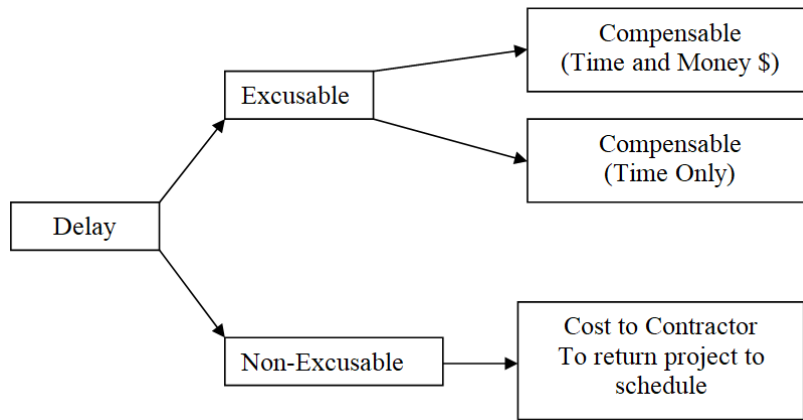 Compensable
(Time and Money $)
Excusable
Compensable
(Time Only)
Delay
Cost to Contractor
To return project to
schedule
Non-Excusable